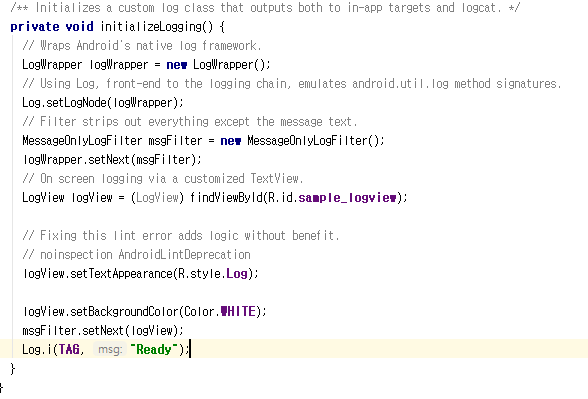 /** Initializes a custom log class that outputs both to in-app targets and logcat. */
private void initializeLogging() {
// Wraps Android's native log framework.
LogWrapper logWrapper = new LogWrapper();
// Using Log, front-end to the logging chain, emulates android.util.log method signatures.
Log.setLogNode(logWrapper);
// Filter strips out everything except the message text.
MessageOnlyLogFilter msgFilter = new MessageOnlyLogFilter();
logWrapper.setNext(msgFilter);
// On screen logging via a customized TextView.
LogView logView = (LogView) findViewById(R.id.sample_logview);
// Fixing this lint error adds logic without benefit.
// noinspection AndroidLintDeprecation
logView.setTextAppearance(R.style.Log);
logView.setBackgroundColor(Color.WHITE);
msgFilter.setNext(logView);
Log.i(TAG, msg: "Ready");
}
}